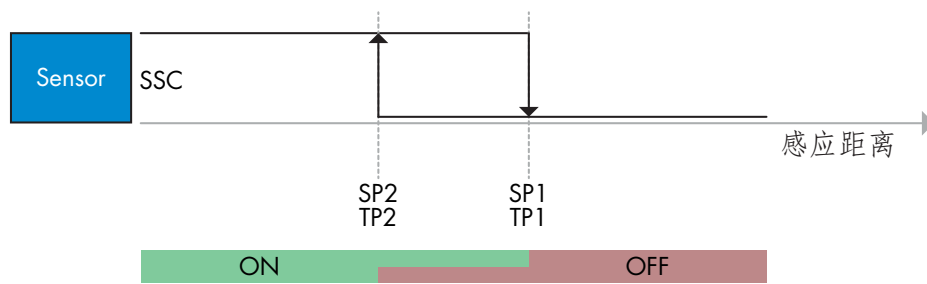 Sensor
SSC
感应距离
SP2
TP2
SP1
TP1
ON
OFF